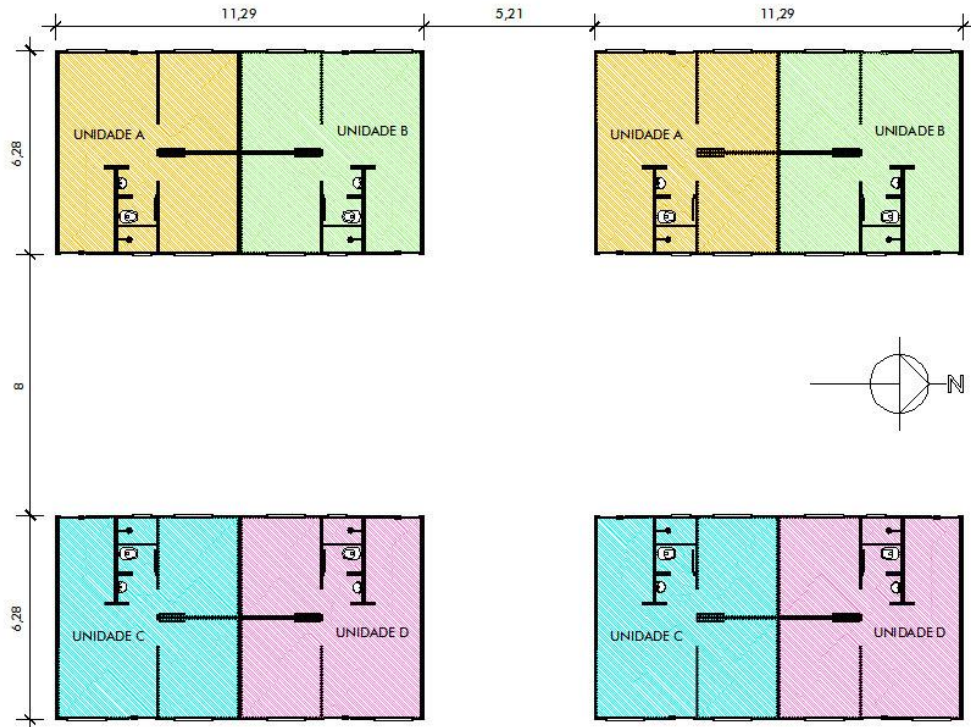 11,29
5,21
11,29
6,28
UNIDADE A
UNIDADE B
UNIDADE A
UNIDADE B
8
N
6,28
UNIDADE C
UNIDADE D
UNIDADE C
UNIDADE D